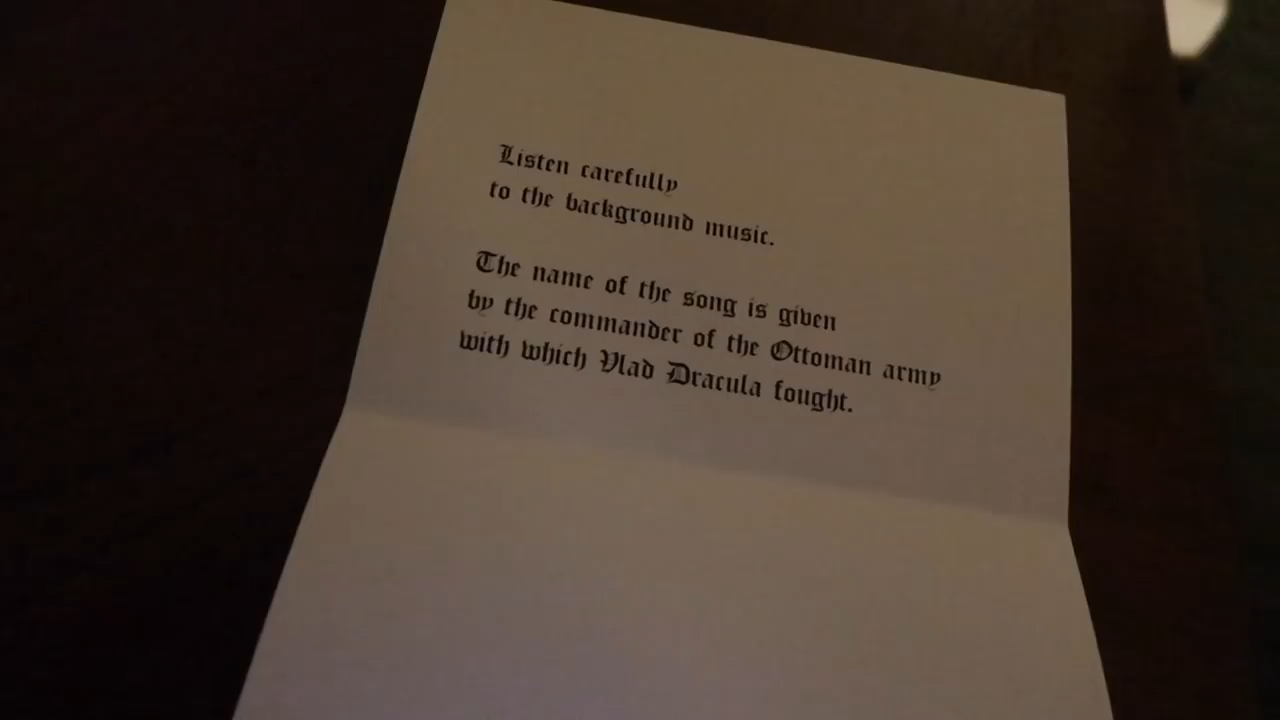 Listen carefully
to the background music.
The name of the song is given
by the commander of the Ottoman army
with which Vlad Dracula fought.